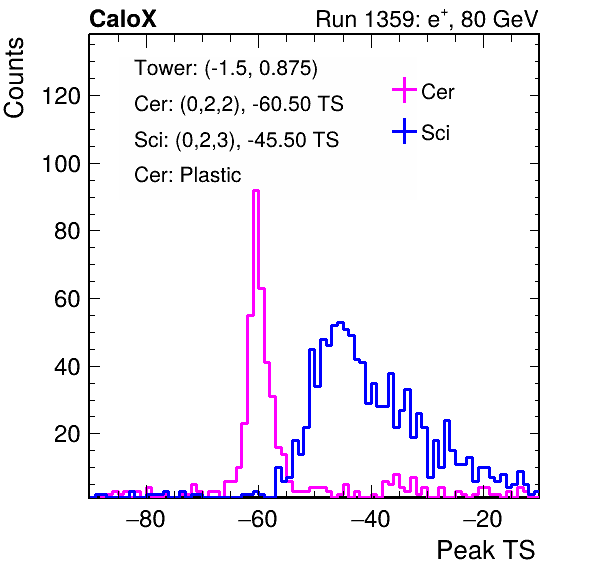 CaloX Run 1359: e⁺, 80 GeV
Counts
Tower: (-1.5, 0.875)
Cer: (0,2,2), -60.50 TS
Sci: (0,2,3), -45.50 TS
Cer: Plastic
Cer
Sci
120
100
80
60
40
20
−80 −60 −40 −20
Peak TS